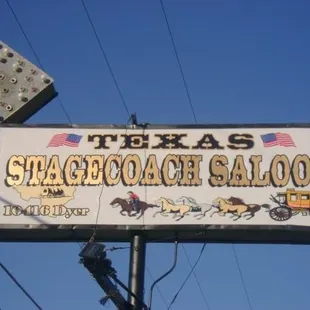 TEXAS
STAGECOACH SALOO
10416 Dyer